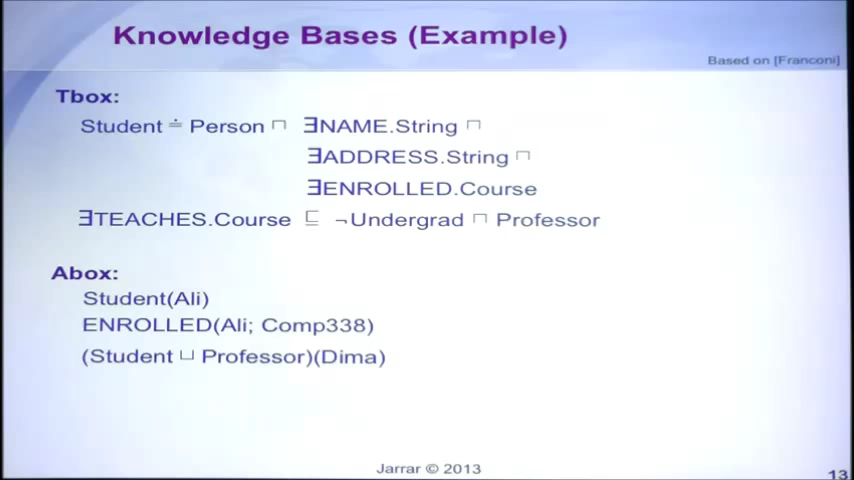 Knowledge Bases (Example)
Based on [Franconi]
Tbox:
Student ≐ Person ⊓ ∃NAME.String ⊓
∃ADDRESS.String ⊓
∃ENROLLED.Course
∃TEACHES.Course ⊑ ¬Undergrad ⊓ Professor
Abox:
Student(Ali)
ENROLLED(Ali; Comp338)
(Student ⊔ Professor)(Dima)
Jarrar © 2013
13